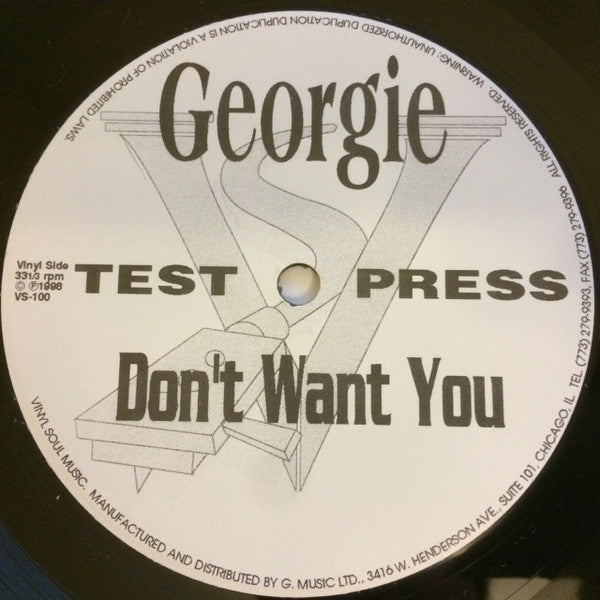 Georgie
TEST PRESS
Don't Want You
Vinyl Side
33 1/3 rpm
© ℗1998
VS-100
VINYL SOUL MUSIC. MANUFACTURED AND DISTRIBUTED BY G. MUSIC LTD., 3416 W. HENDERSON AVE., SUITE 101, CHICAGO, IL TEL. (773) 279-9393, FAX (773) 279-9396 ALL RIGHTS RESERVED. WARNING: UNAUTHORIZED DUPLICATION IS A VIOLATION OF PROHIBITED LAWS.